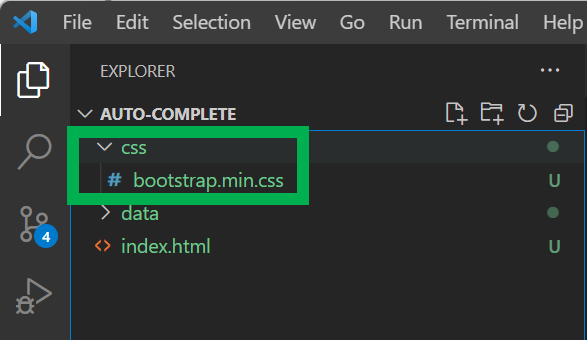 File Edit Selection View Go Run Terminal Help
EXPLORER
AUTO-COMPLETE
css
# bootstrap.min.css U
data
<> index.html U
4